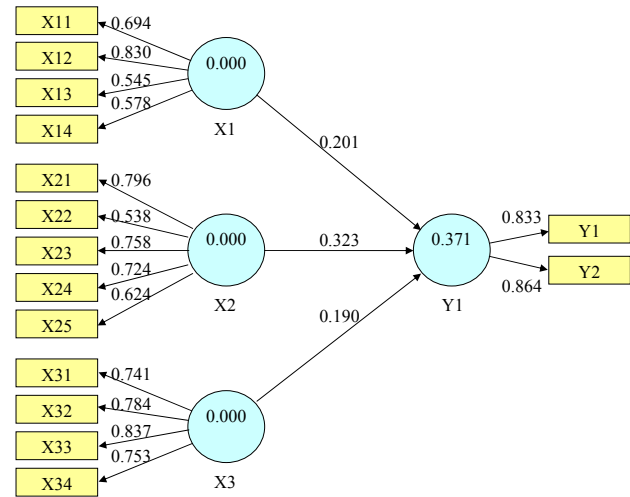 X11
0.694
X12
0.830
X13
0.545
X14
0.578
0.000
X1
0.201
X21
0.796
X22
0.538
X23
0.758
X24
0.724
X25
0.624
0.000
X2
0.323
0.371
Y1
0.833
Y1
0.864
Y2
0.190
X31
0.741
X32
0.784
X33
0.837
X34
0.753
0.000
X3